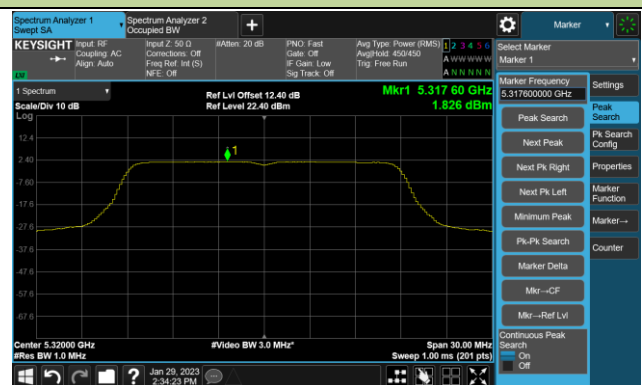 Spectrum Analyzer 1
Swept SA
Spectrum Analyzer 2
Occupied BW
Marker
KEYSIGHT
Input: RF
Coupling: AC
Align: Auto
Input Z: 50 Ω
Corrections: Off
Freq Ref: Int (S)
NFE: Off
#Atten: 20 dB
PNO: Fast
Gate: Off
IF Gain: Low
Sig Track: Off
Avg Type: Power (RMS)
Avg|Hold: 450/450
Trig: Free Run
1 2 3 4 5 6
A W W W W W
A N N N N N
LW
Select Marker
Marker 1
1 Spectrum
Scale/Div 10 dB
Log
Ref Lvl Offset 12.40 dB
Ref Level 22.40 dBm
Mkr1 5.317 60 GHz
1.826 dBm
1
12.4
2.40
-7.60
-17.6
-27.6
-37.6
-47.6
-57.6
-67.6
Center 5.32000 GHz
#Res BW 1.0 MHz
#Video BW 3.0 MHz*
Span 30.00 MHz
Sweep 1.00 ms (201 pts)
Marker Frequency
5.317600000 GHz
Peak Search
Next Peak
Next Pk Right
Next Pk Left
Minimum Peak
Pk-Pk Search
Marker Delta
Mkr→CF
Mkr→Ref Lvl
Continuous Peak
Search
On
Off
Settings
Peak
Search
Pk Search
Config
Properties
Marker
Function
Marker→
Counter
?
Jan 29, 2023
2:34:23 PM